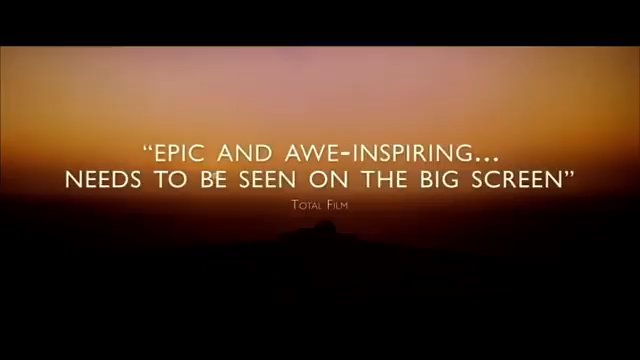 “EPIC AND AWE-INSPIRING...
NEEDS TO BE SEEN ON THE BIG SCREEN”
TOTAL FILM